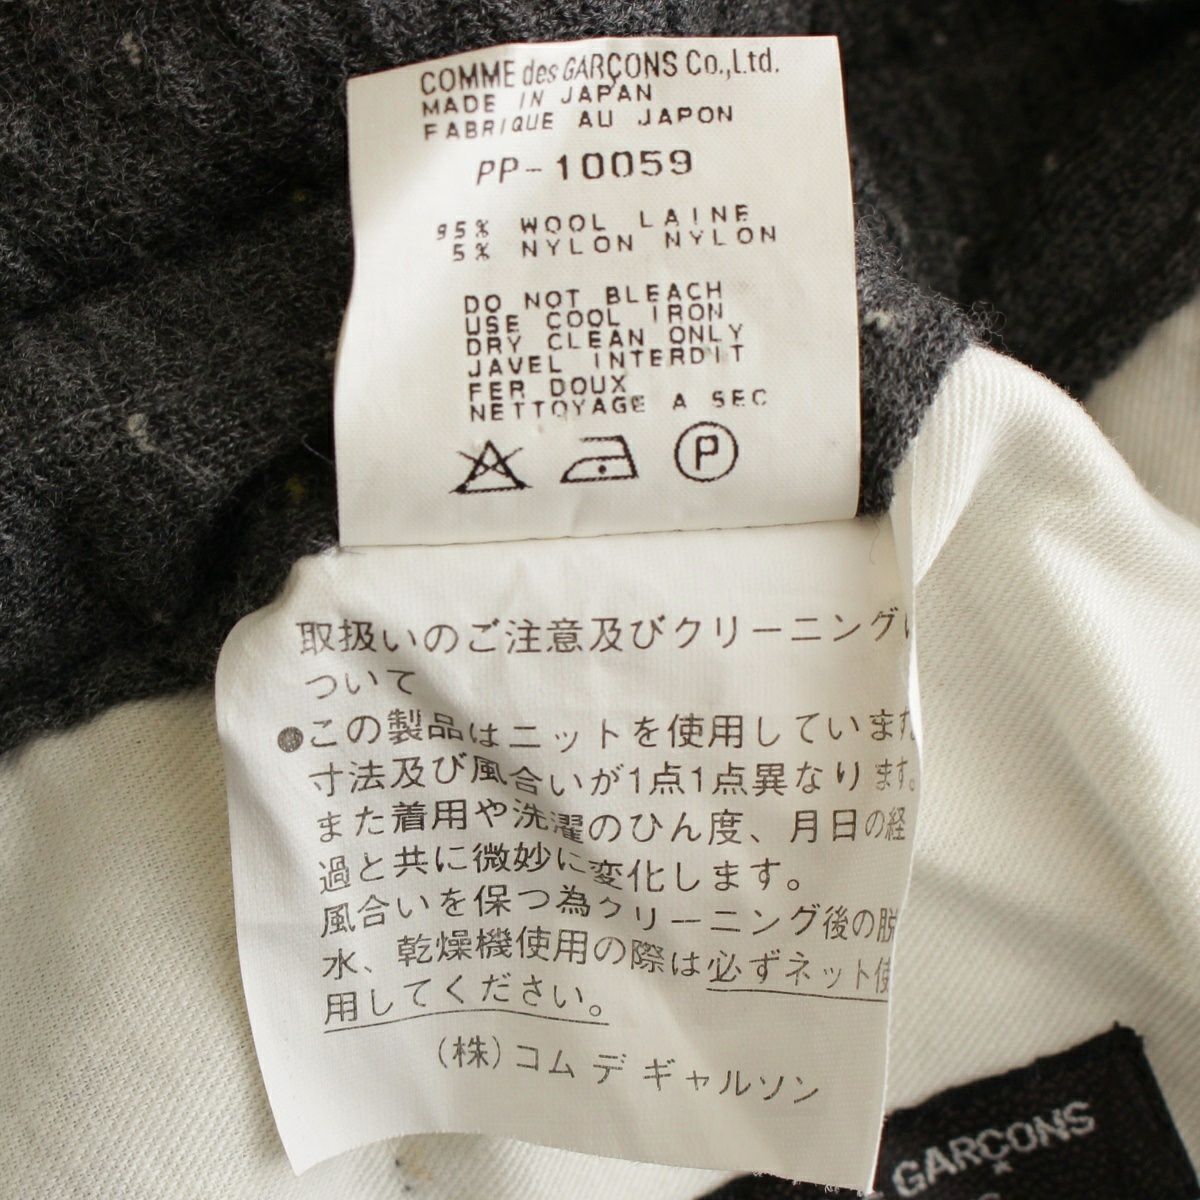 COMME des GARÇONS Co.,Ltd.
MADE IN JAPAN
FABRIQUE AU JAPON
PP-10059
95% WOOL LAINE
5% NYLON NYLON
DO NOT BLEACH
USE COOL IRON
DRY CLEAN ONLY
JAVEL INTERDIT
FER DOUX
NETTOYAGE A SEC
P
取扱いのご注意及びクリーニング
ついて
●この製品はニットを使用していま
寸法及び風合いが1点1点異なります。
また着用や洗濯のひん度、月日の経
過と共に微妙に変化します。
風合いを保つ為クリーニング後の脱
水、乾燥機使用の際は必ずネット使
用してください。
(株)コム デ ギャルソン
GARÇONS